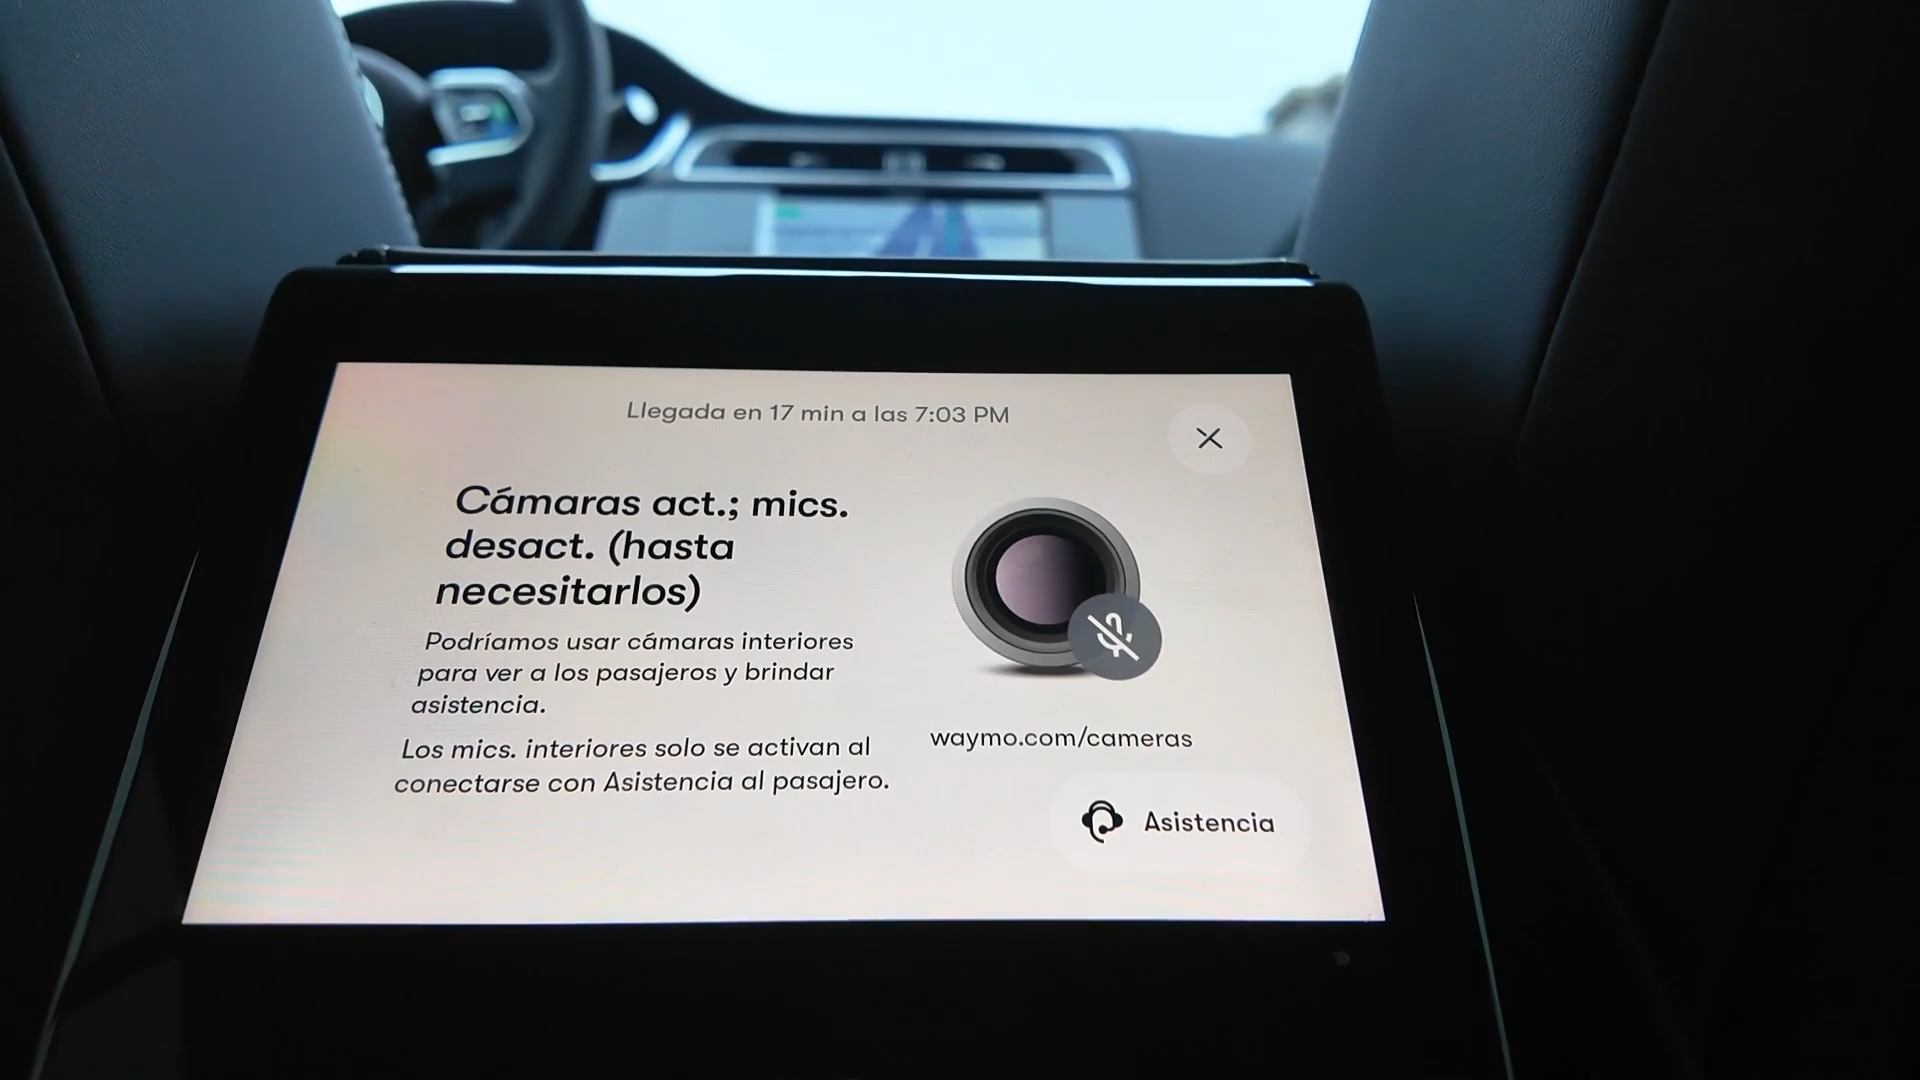 Llegada en 17 min a las 7:03 PM
Cámaras act.; mics.
desact. (hasta
necesitarlos)
Podríamos usar cámaras interiores
para ver a los pasajeros y brindar
asistencia.
Los mics. interiores solo se activan al
conectarse con Asistencia al pasajero.
waymo.com/cameras
Asistencia